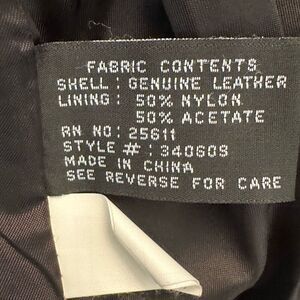 FABRIC CONTENTS
SHELL: GENUINE LEATHER
LINING: 50% NYLON
50% ACETATE
RN NO: 25611
STYLE #: 340609
MADE IN CHINA
SEE REVERSE FOR CARE